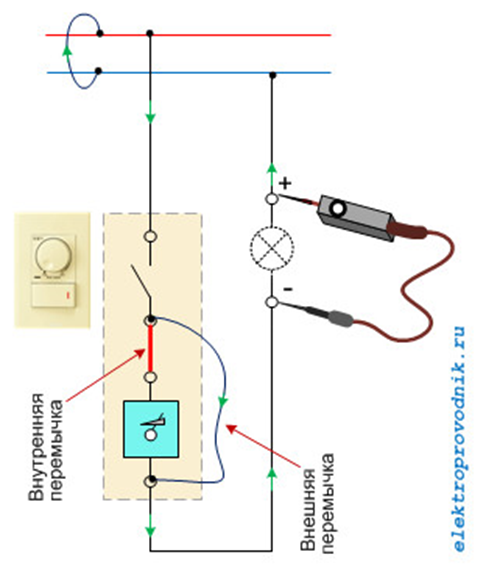 +
-
Внутренняя
перемычка
Внешняя
перемычка
elektroprovodnik.ru